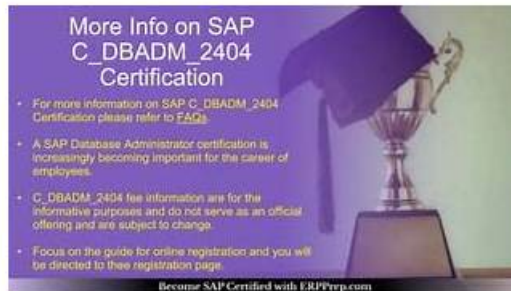 More Info on SAP
C_DBADM_2404
Certification
• For more information on SAP C_DBADM_2404
Certification please refer to FAQs.
• A SAP Database Administrator certification is
increasingly becoming important for the career of
employees.
• C_DBADM_2404 fee information are for the
informative purposes and do not serve as an official
offering and are subject to change.
• Focus on the guide for online registration and you will
be directed to thee registration page.
Become SAP Certified with ERPPrep.com